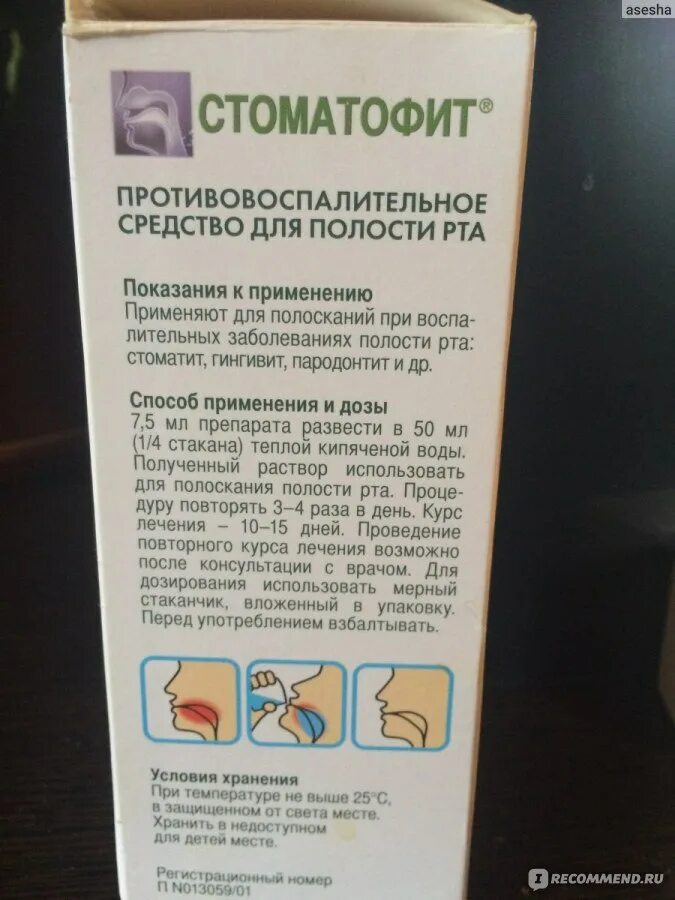 asesha
СТОМАТОФИТ®
ПРОТИВОВОСПАЛИТЕЛЬНОЕ
СРЕДСТВО ДЛЯ ПОЛОСТИ РТА
Показания к применению
Применяют для полосканий при воспа-
лительных заболеваниях полости рта:
стоматит, гингивит, пародонтит и др.
Способ применения и дозы
7,5 мл препарата развести в 50 мл
(1/4 стакана) теплой кипяченой воды.
Полученный раствор использовать
для полоскания полости рта. Проце-
дуру повторять 3–4 раза в день. Курс
лечения – 10–15 дней. Проведение
повторного курса лечения возможно
после консультации с врачом. Для
дозирования использовать мерный
стаканчик, вложенный в упаковку.
Перед употреблением взбалтывать.
Условия хранения
При температуре не выше 25°С,
в защищенном от света месте.
Хранить в недоступном
для детей месте.
Регистрационный номер
П N013059/01
IRECOMMEND.RU